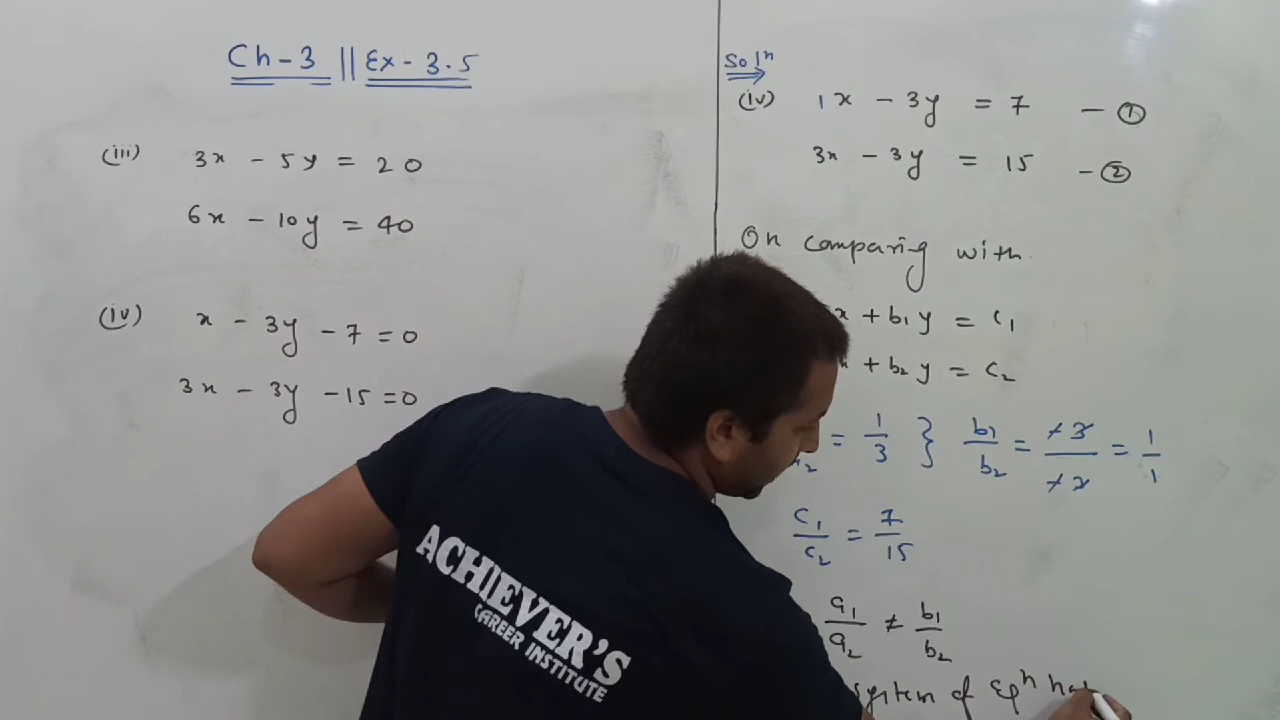 Ch-3 || Ex-3.5
(iii) 3x - 5y = 20
6x - 10y = 40
(iv) x - 3y - 7 = 0
3x - 3y - 15 = 0
Solⁿ
(iv) 1x - 3y = 7 - ①
3x - 3y = 15 - ②
On comparing with
x + b₁y = c₁
x + b₂y = c₂
= 1/3 } b₁/b₂ = -3/-3 = 1/1
c₁/c₂ = 7/15
a₁/a₂ ≠ b₁/b₂
system of Eqⁿ
ACHIEVER'S
CAREER INSTITUTE